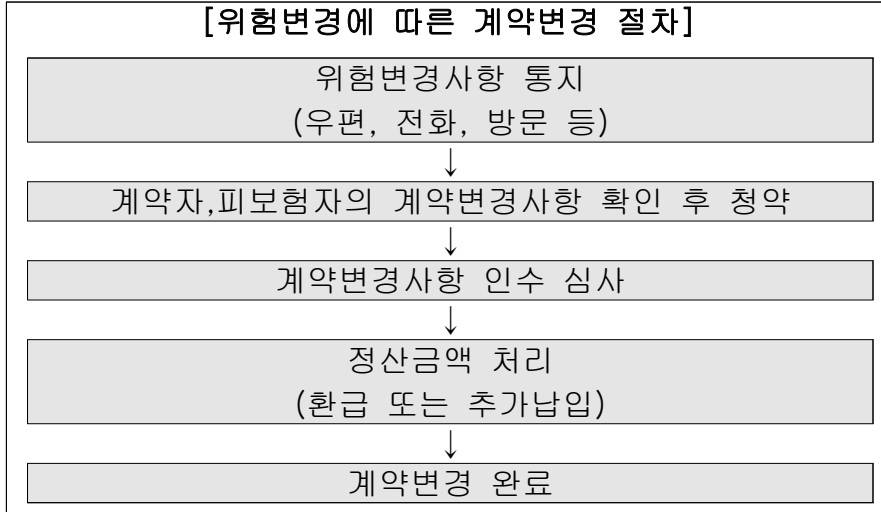 [위험변경에 따른 계약변경 절차]
위험변경사항 통지
(우편, 전화, 방문 등)
↓
계약자,피보험자의 계약변경사항 확인 후 청약
↓
계약변경사항 인수 심사
↓
정산금액 처리
(환급 또는 추가납입)
↓
계약변경 완료